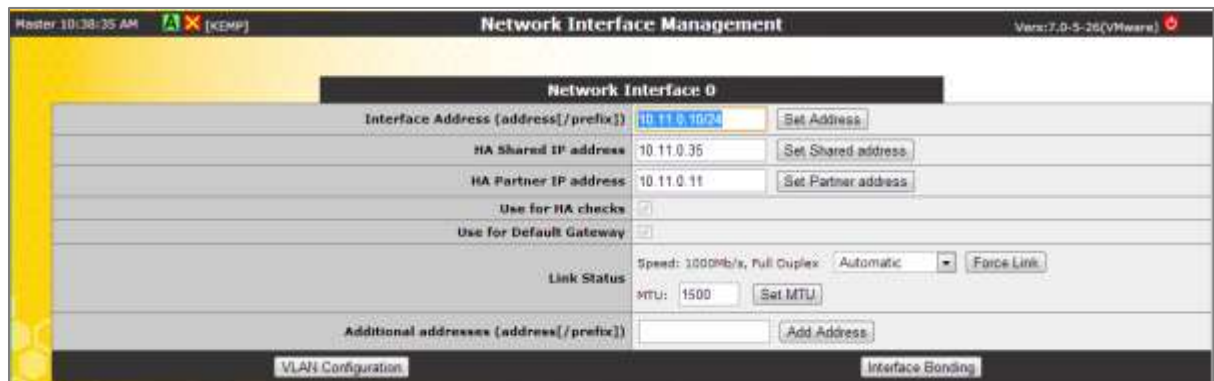 Master 10:38:35 AM A [KEMP] Network Interface Management Vers:7.0-5-26(VMware)
Network Interface 0
Interface Address (address[/prefix]) 10.11.0.10/24 Set Address
HA Shared IP address 10.11.0.35 Set Shared address
HA Partner IP address 10.11.0.11 Set Partner address
Use for HA checks
Use for Default Gateway
Link Status Speed: 1000Mb/s, Full Duplex Automatic Force Link
MTU: 1500 Set MTU
Additional addresses (address[/prefix]) Add Address
VLAN Configuration Interface Bonding